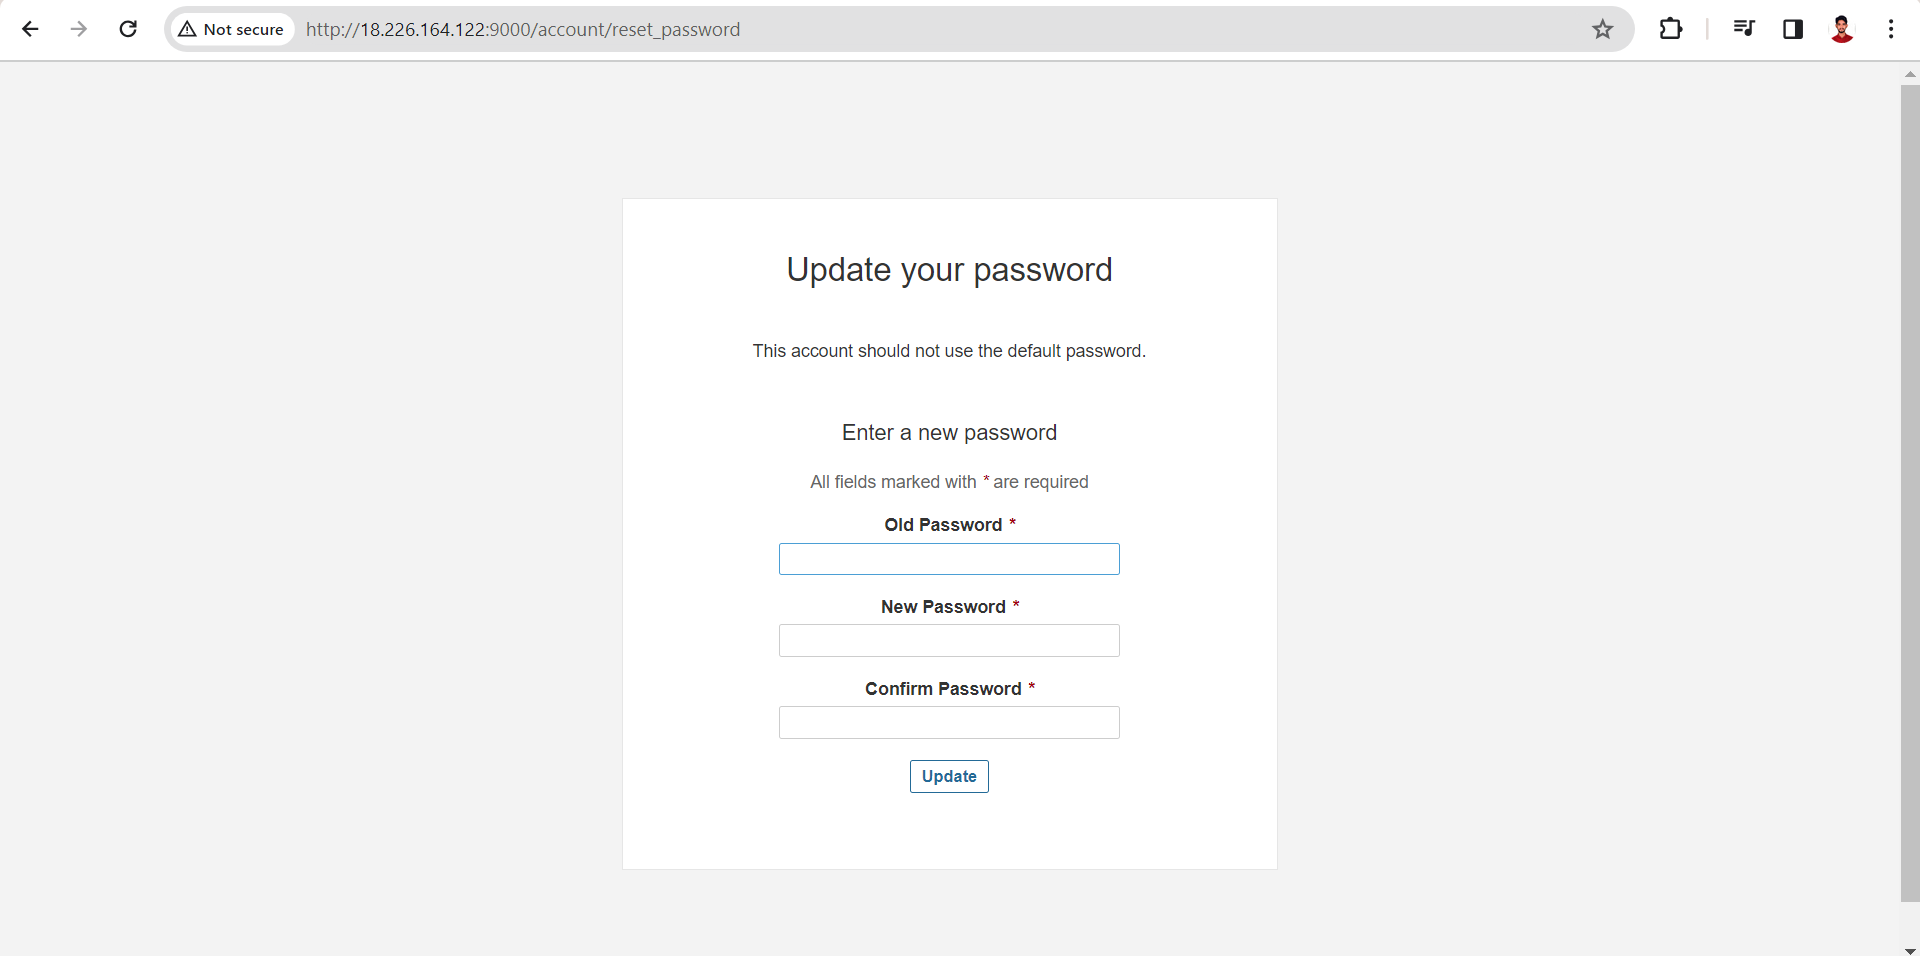 Not secure http://18.226.164.122:9000/account/reset_password
Update your password
This account should not use the default password.
Enter a new password
All fields marked with * are required
Old Password *
New Password *
Confirm Password *
Update